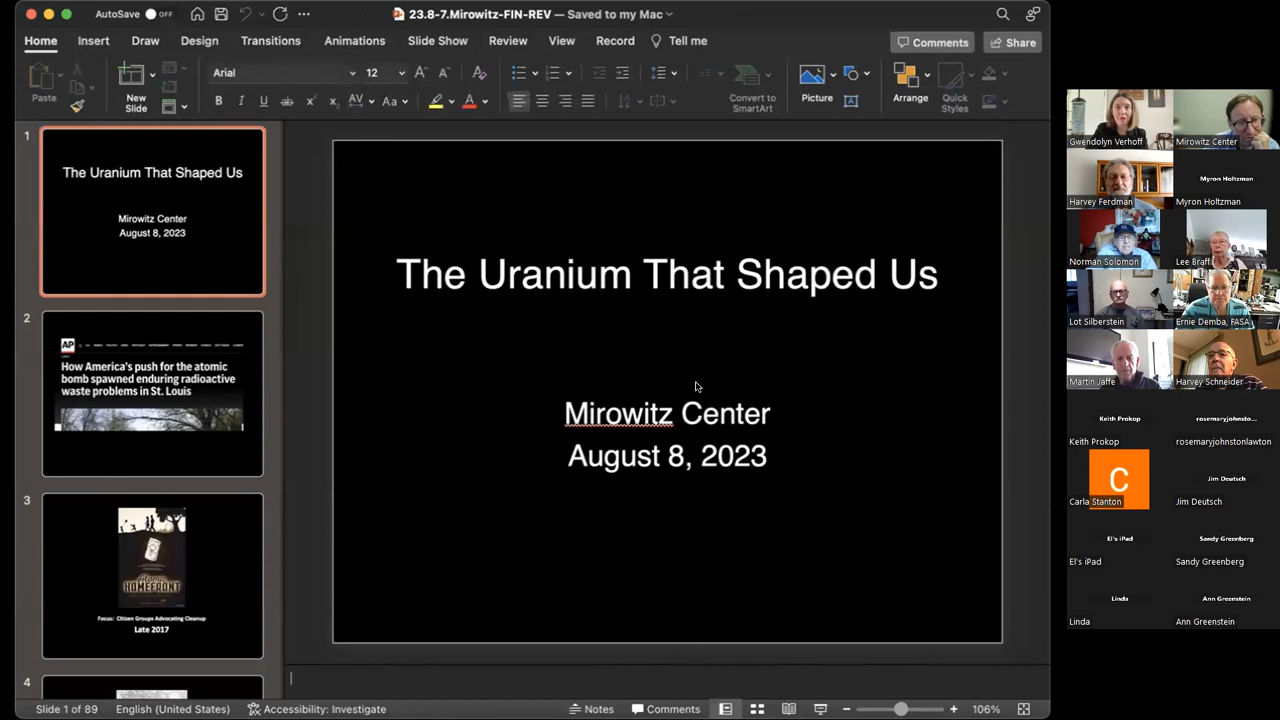 AutoSave OFF
23.8-7.Mirowitz-FIN-REV — Saved to my Mac
Home Insert Draw Design Transitions Animations Slide Show Review View Record Tell me
Comments Share
Arial 12
Paste
New
Slide
Convert to
SmartArt
Picture
Arrange
Quick
Styles
1
The Uranium That Shaped Us
Mirowitz Center
August 8, 2023
2
AP
How America's push for the atomic
bomb spawned enduring radioactive
waste problems in St. Louis
3
Atomic
HOMEFRONT
Focus: Citizen Groups Advocating Cleanup
Late 2017
4
The Uranium That Shaped Us
Mirowitz Center
August 8, 2023
Slide 1 of 89 English (United States) Accessibility: Investigate
Notes Comments 106%
Gwendolyn Verhoff
Mirowitz Center
Harvey Ferdman
Myron Holtzman
Myron Holtzman
Norman Solomon
Lee Braff
Lot Silberstein
Ernie Demba, FASA
Martin Jaffe
Harvey Schneider
Keith Prokop
Keith Prokop
rosemaryjohnsto...
rosemaryjohnstonlawton
C
Carla Stanton
Jim Deutsch
Jim Deutsch
El's iPad
El's iPad
Sandy Greenberg
Sandy Greenberg
Linda
Linda
Ann Greenstein
Ann Greenstein